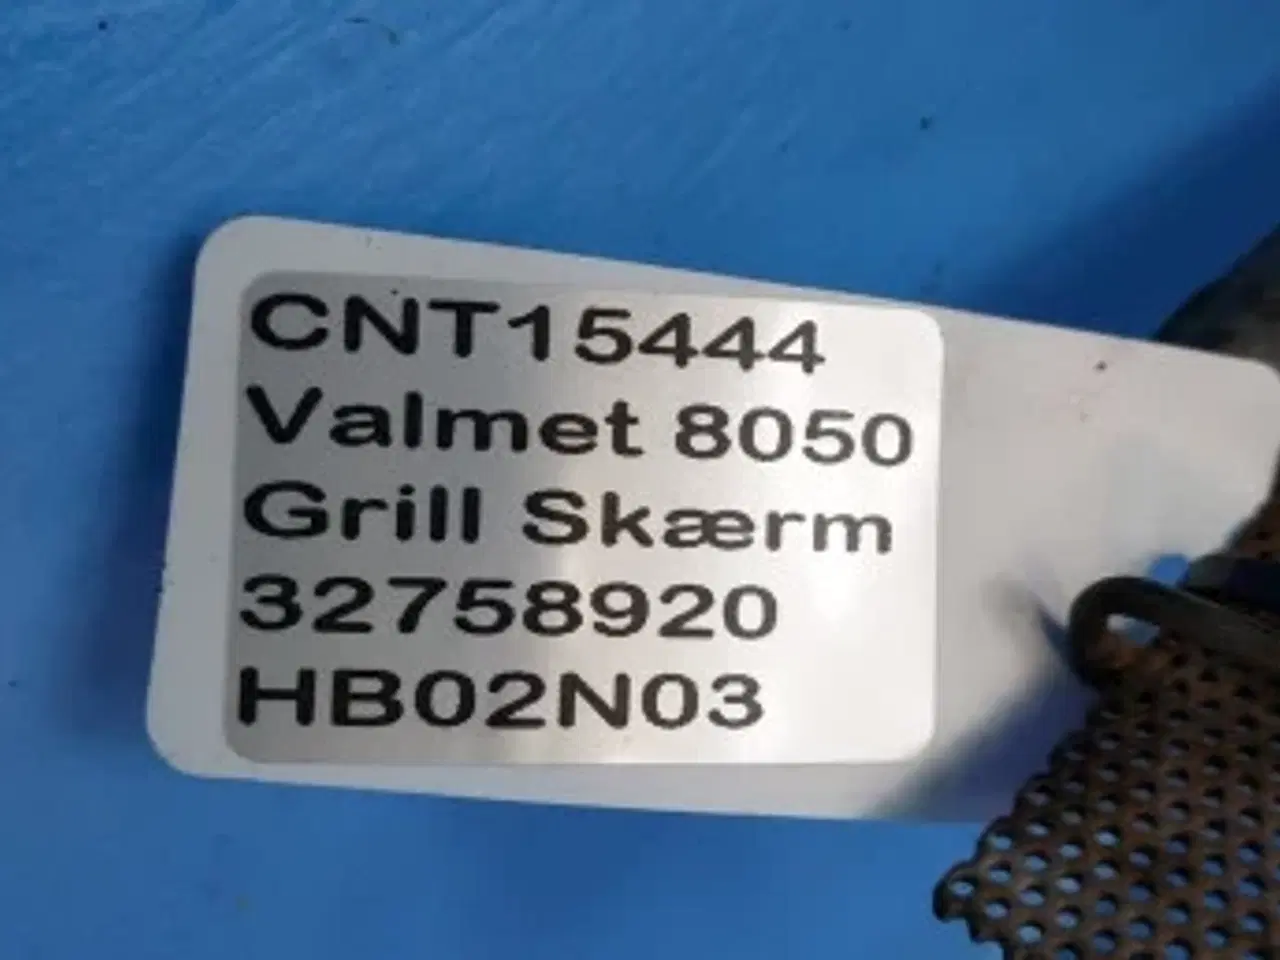 CNT15444
Valmet 8050
Grill Skærm
32758920
HB02N03